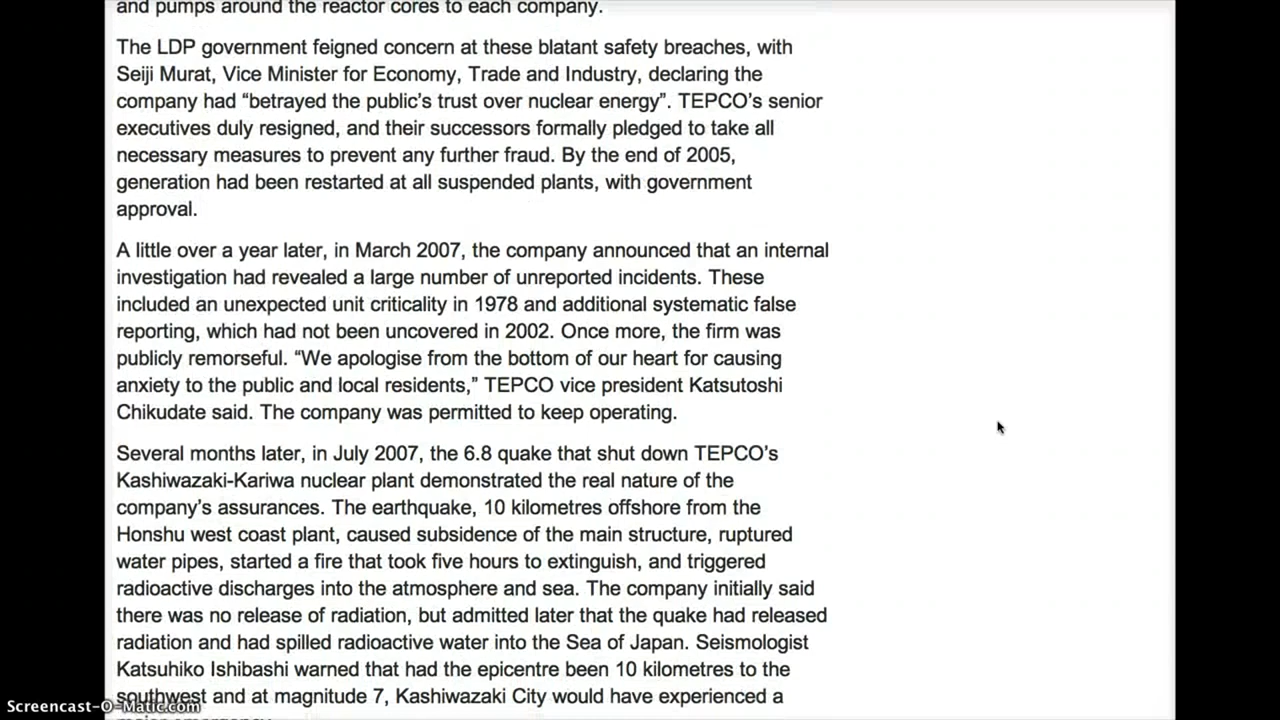 and pumps around the reactor cores to each company.
The LDP government feigned concern at these blatant safety breaches, with
Seiji Murat, Vice Minister for Economy, Trade and Industry, declaring the
company had “betrayed the public’s trust over nuclear energy”. TEPCO’s senior
executives duly resigned, and their successors formally pledged to take all
necessary measures to prevent any further fraud. By the end of 2005,
generation had been restarted at all suspended plants, with government
approval.
A little over a year later, in March 2007, the company announced that an internal
investigation had revealed a large number of unreported incidents. These
included an unexpected unit criticality in 1978 and additional systematic false
reporting, which had not been uncovered in 2002. Once more, the firm was
publicly remorseful. “We apologise from the bottom of our heart for causing
anxiety to the public and local residents,” TEPCO vice president Katsutoshi
Chikudate said. The company was permitted to keep operating.
Several months later, in July 2007, the 6.8 quake that shut down TEPCO’s
Kashiwazaki-Kariwa nuclear plant demonstrated the real nature of the
company’s assurances. The earthquake, 10 kilometres offshore from the
Honshu west coast plant, caused subsidence of the main structure, ruptured
water pipes, started a fire that took five hours to extinguish, and triggered
radioactive discharges into the atmosphere and sea. The company initially said
there was no release of radiation, but admitted later that the quake had released
radiation and had spilled radioactive water into the Sea of Japan. Seismologist
Katsuhiko Ishibashi warned that had the epicentre been 10 kilometres to the
southwest and at magnitude 7, Kashiwazaki City would have experienced a
Screencast-O-Matic.com